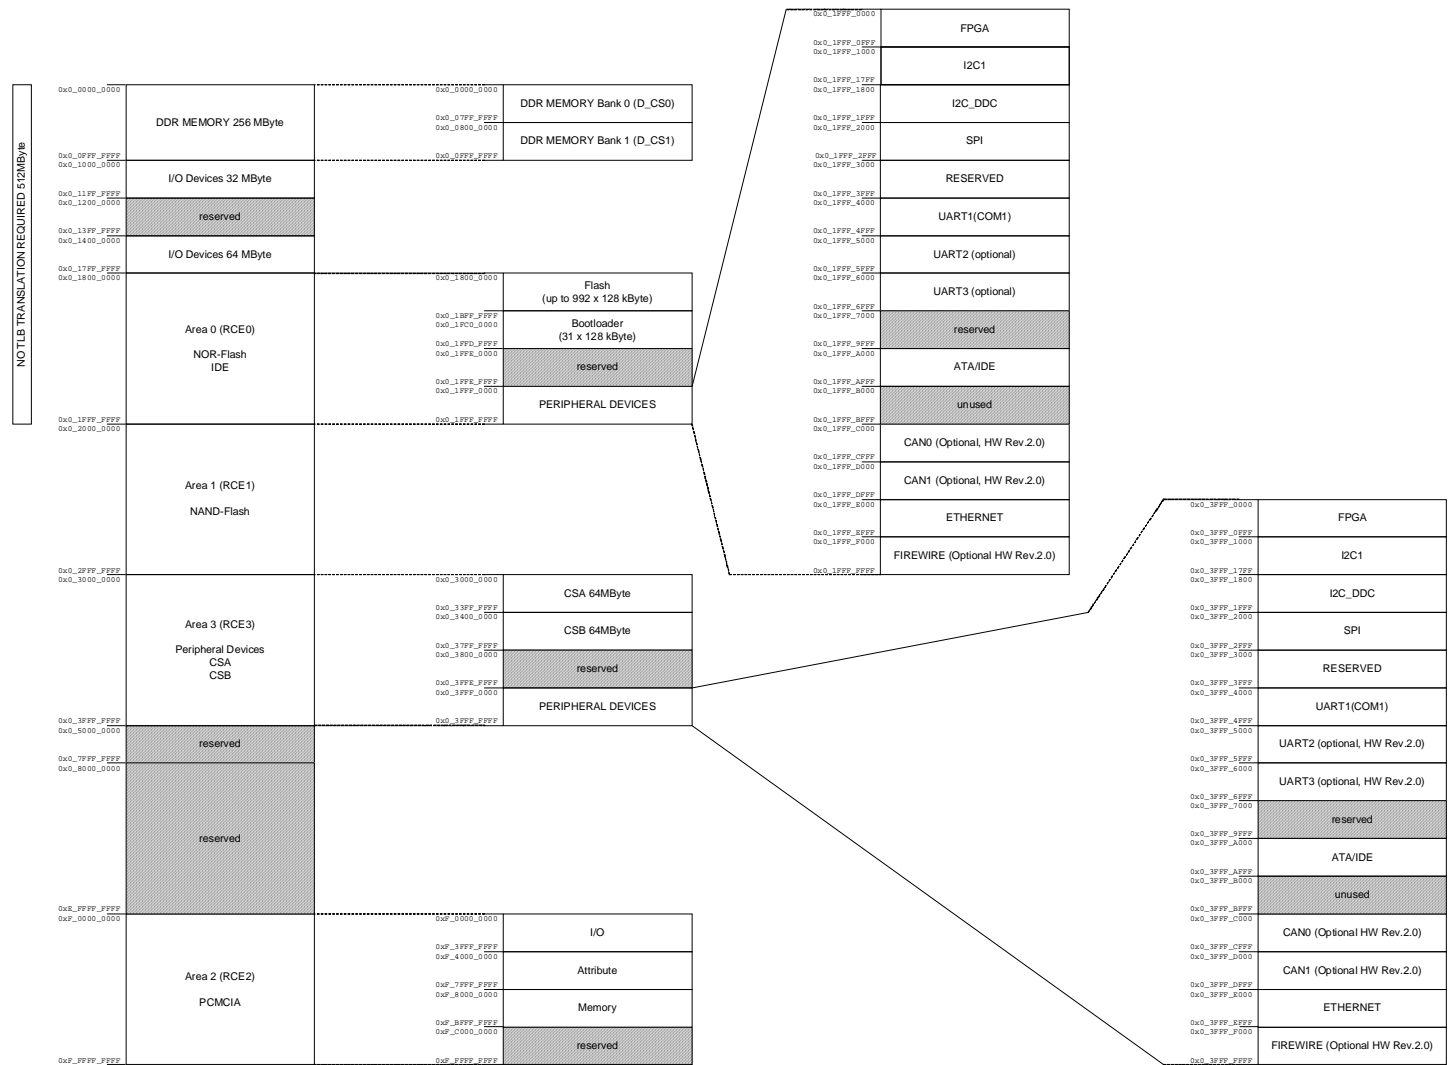 NO TLB TRANSLATION REQUIRED 512MByte
0x0_0000_0000
DDR MEMORY 256 MByte
0x0_0FFF_FFFF
0x0_1000_0000
I/O Devices 32 MByte
0x0_11FF_FFFF
0x0_1200_0000
reserved
0x0_13FF_FFFF
0x0_1400_0000
I/O Devices 64 MByte
0x0_17FF_FFFF
0x0_1800_0000
Area 0 (RCE0)
NOR-Flash
IDE
0x0_1FFF_FFFF
0x0_2000_0000
Area 1 (RCE1)
NAND-Flash
0x0_2FFF_FFFF
0x0_3000_0000
Area 3 (RCE3)
Peripheral Devices
CSA
CSB
0x0_3FFF_FFFF
0x0_5000_0000
reserved
0x0_7FFF_FFFF
0x0_8000_0000
reserved
0xE_FFFF_FFFF
0xF_0000_0000
Area 2 (RCE2)
PCMCIA
0xF_FFFF_FFFF
0x0_0000_0000
DDR MEMORY Bank 0 (D_CS0)
0x0_07FF_FFFF
0x0_0800_0000
DDR MEMORY Bank 1 (D_CS1)
0x0_0FFF_FFFF
0x0_1800_0000
Flash
(up to 992 x 128 kByte)
0x0_1BFF_FFFF
0x0_1FC0_0000
Bootloader
(31 x 128 kByte)
0x0_1FFD_FFFF
0x0_1FFE_0000
reserved
0x0_1FFE_FFFF
0x0_1FFF_0000
PERIPHERAL DEVICES
0x0_1FFF_FFFF
0x0_3000_0000
CSA 64MByte
0x0_33FF_FFFF
0x0_3400_0000
CSB 64MByte
0x0_37FF_FFFF
0x0_3800_0000
reserved
0x0_3FFE_FFFF
0x0_3FFF_0000
PERIPHERAL DEVICES
0x0_3FFF_FFFF
0xF_0000_0000
I/O
0xF_3FFF_FFFF
0xF_4000_0000
Attribute
0xF_7FFF_FFFF
0xF_8000_0000
Memory
0xF_BFFF_FFFF
0xF_C000_0000
reserved
0xF_FFFF_FFFF
0x0_1FFF_0000
FPGA
0x0_1FFF_0FFF
0x0_1FFF_1000
I2C1
0x0_1FFF_17FF
0x0_1FFF_1800
I2C_DDC
0x0_1FFF_1FFF
0x0_1FFF_2000
SPI
0x0_1FFF_2FFF
0x0_1FFF_3000
RESERVED
0x0_1FFF_3FFF
0x0_1FFF_4000
UART1(COM1)
0x0_1FFF_4FFF
0x0_1FFF_5000
UART2 (optional)
0x0_1FFF_5FFF
0x0_1FFF_6000
UART3 (optional)
0x0_1FFF_6FFF
0x0_1FFF_7000
reserved
0x0_1FFF_9FFF
0x0_1FFF_A000
ATA/IDE
0x0_1FFF_AFFF
0x0_1FFF_B000
unused
0x0_1FFF_BFFF
0x0_1FFF_C000
CAN0 (Optional, HW Rev.2.0)
0x0_1FFF_CFFF
0x0_1FFF_D000
CAN1 (Optional, HW Rev.2.0)
0x0_1FFF_DFFF
0x0_1FFF_E000
ETHERNET
0x0_1FFF_EFFF
0x0_1FFF_F000
FIREWIRE (Optional HW Rev.2.0)
0x0_1FFF_FFFF
0x0_3FFF_0000
FPGA
0x0_3FFF_0FFF
0x0_3FFF_1000
I2C1
0x0_3FFF_17FF
0x0_3FFF_1800
I2C_DDC
0x0_3FFF_1FFF
0x0_3FFF_2000
SPI
0x0_3FFF_2FFF
0x0_3FFF_3000
RESERVED
0x0_3FFF_3FFF
0x0_3FFF_4000
UART1(COM1)
0x0_3FFF_4FFF
0x0_3FFF_5000
UART2 (optional, HW Rev.2.0)
0x0_3FFF_5FFF
0x0_3FFF_6000
UART3 (optional, HW Rev.2.0)
0x0_3FFF_6FFF
0x0_3FFF_7000
reserved
0x0_3FFF_9FFF
0x0_3FFF_A000
ATA/IDE
0x0_3FFF_AFFF
0x0_3FFF_B000
unused
0x0_3FFF_BFFF
0x0_3FFF_C000
CAN0 (Optional HW Rev.2.0)
0x0_3FFF_CFFF
0x0_3FFF_D000
CAN1 (Optional HW Rev.2.0)
0x0_3FFF_DFFF
0x0_3FFF_E000
ETHERNET
0x0_3FFF_EFFF
0x0_3FFF_F000
FIREWIRE (Optional HW Rev.2.0)
0x0_3FFF_FFFF